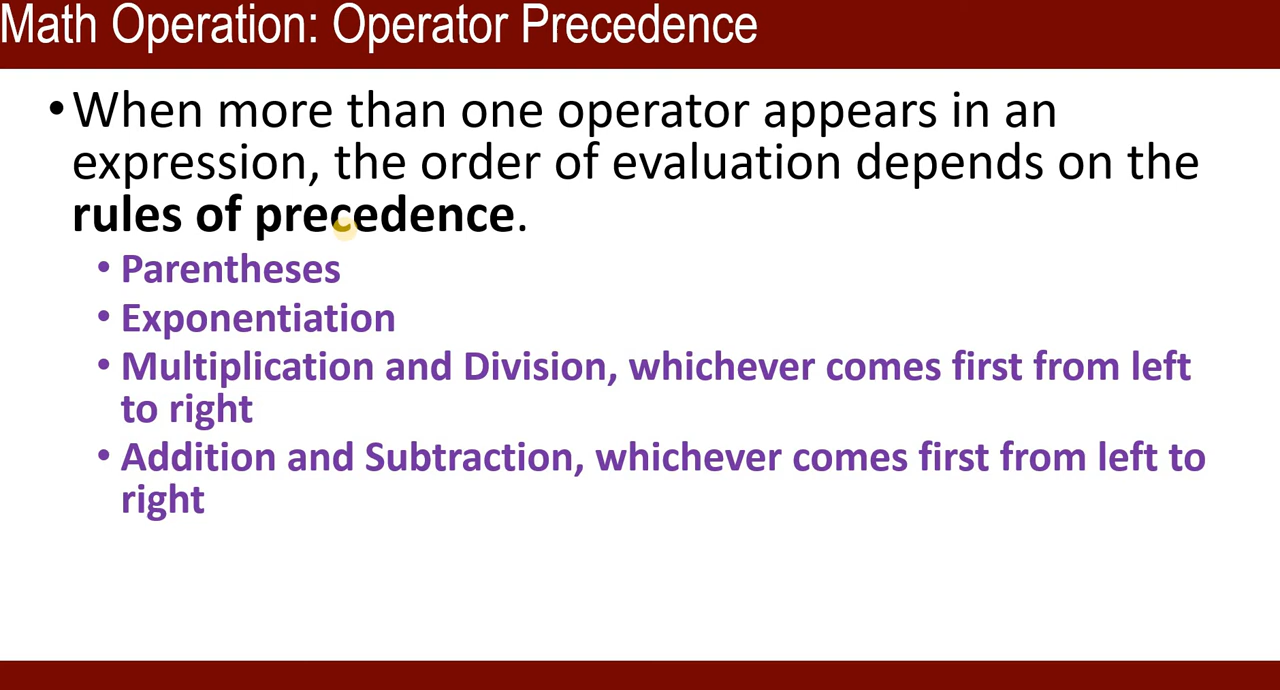 Math Operation: Operator Precedence
• When more than one operator appears in an
expression, the order of evaluation depends on the
rules of precedence.
• Parentheses
• Exponentiation
• Multiplication and Division, whichever comes first from left
to right
• Addition and Subtraction, whichever comes first from left to
right